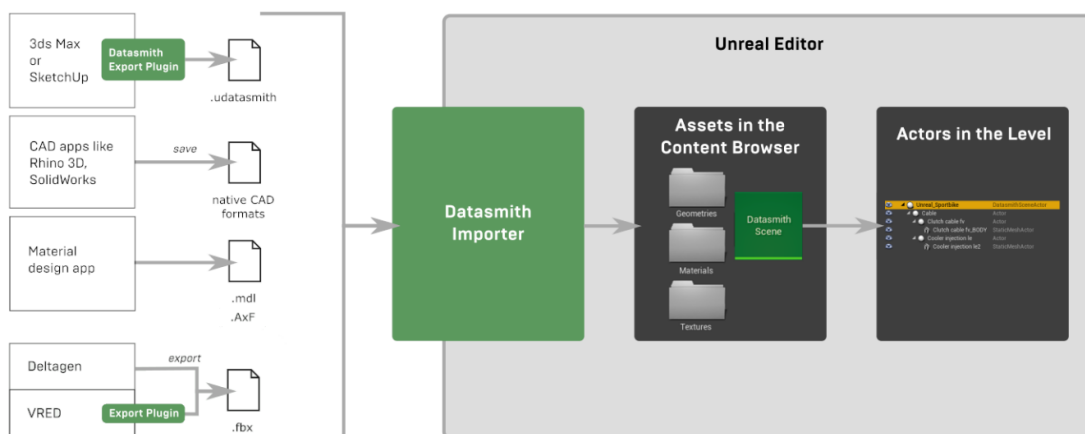 3ds Max
or
SketchUp
Datasmith
Export Plugin
.udatasmith
CAD apps like
Rhino 3D,
SolidWorks
save
native CAD
formats
Material
design app
.mdl
.AxF
Deltagen
export
VRED
Export Plugin
.fbx
Unreal Editor
Datasmith
Importer
Assets in the
Content Browser
Geometries
Materials
Textures
Datasmith
Scene
Actors in the Level
Unreal_Sportbike DatasmithSceneActor
Cable Actor
Clutch cable fv Actor
Clutch cable fv_BODY StaticMeshActor
Cooler injection le Actor
Cooler injection le2 StaticMeshActor